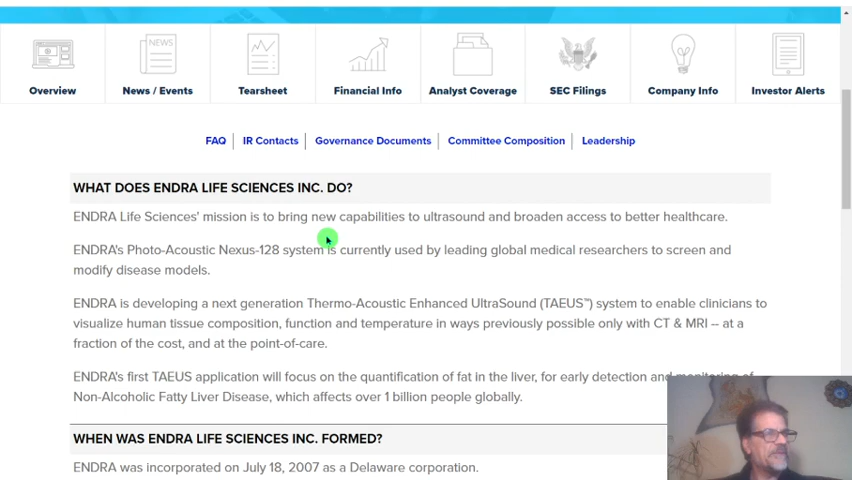 NEWS
Overview
News / Events
Tearsheet
Financial Info
Analyst Coverage
SEC Filings
Company Info
Investor Alerts
FAQ
IR Contacts
Governance Documents
Committee Composition
Leadership
WHAT DOES ENDRA LIFE SCIENCES INC. DO?
ENDRA Life Sciences' mission is to bring new capabilities to ultrasound and broaden access to better healthcare.
ENDRA's Photo-Acoustic Nexus-128 system is currently used by leading global medical researchers to screen and
modify disease models.
ENDRA is developing a next generation Thermo-Acoustic Enhanced UltraSound (TAEUS™) system to enable clinicians to
visualize human tissue composition, function and temperature in ways previously possible only with CT & MRI -- at a
fraction of the cost, and at the point-of-care.
ENDRA's first TAEUS application will focus on the quantification of fat in the liver, for early detection and monitoring of
Non-Alcoholic Fatty Liver Disease, which affects over 1 billion people globally.
WHEN WAS ENDRA LIFE SCIENCES INC. FORMED?
ENDRA was incorporated on July 18, 2007 as a Delaware corporation.